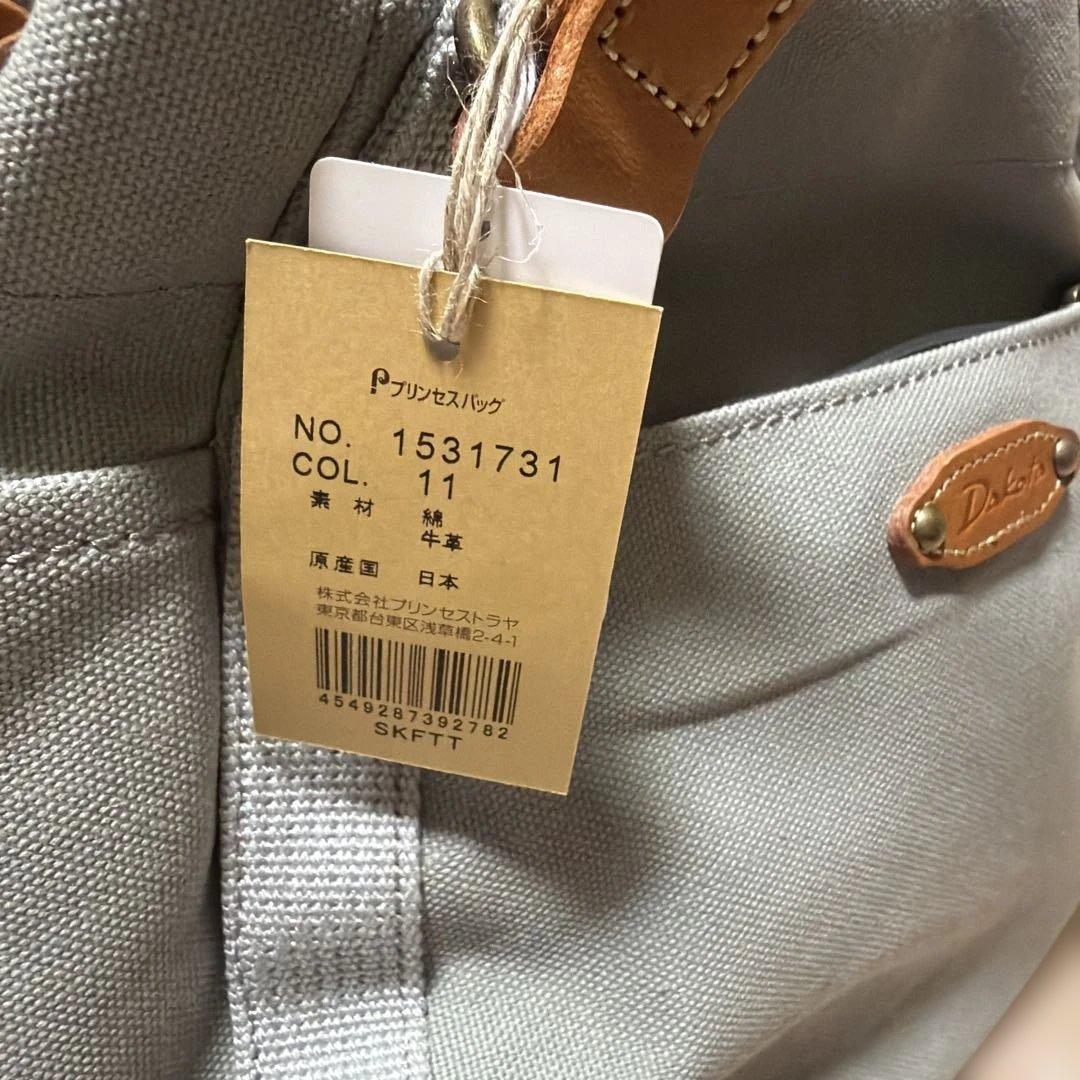 プリンセスバッグ
NO. 1531731
COL. 11
素材 綿
牛革
原産国 日本
株式会社プリンセストラヤ
東京都台東区浅草橋2-4-1
4549287392782
SKFTT
Dakota